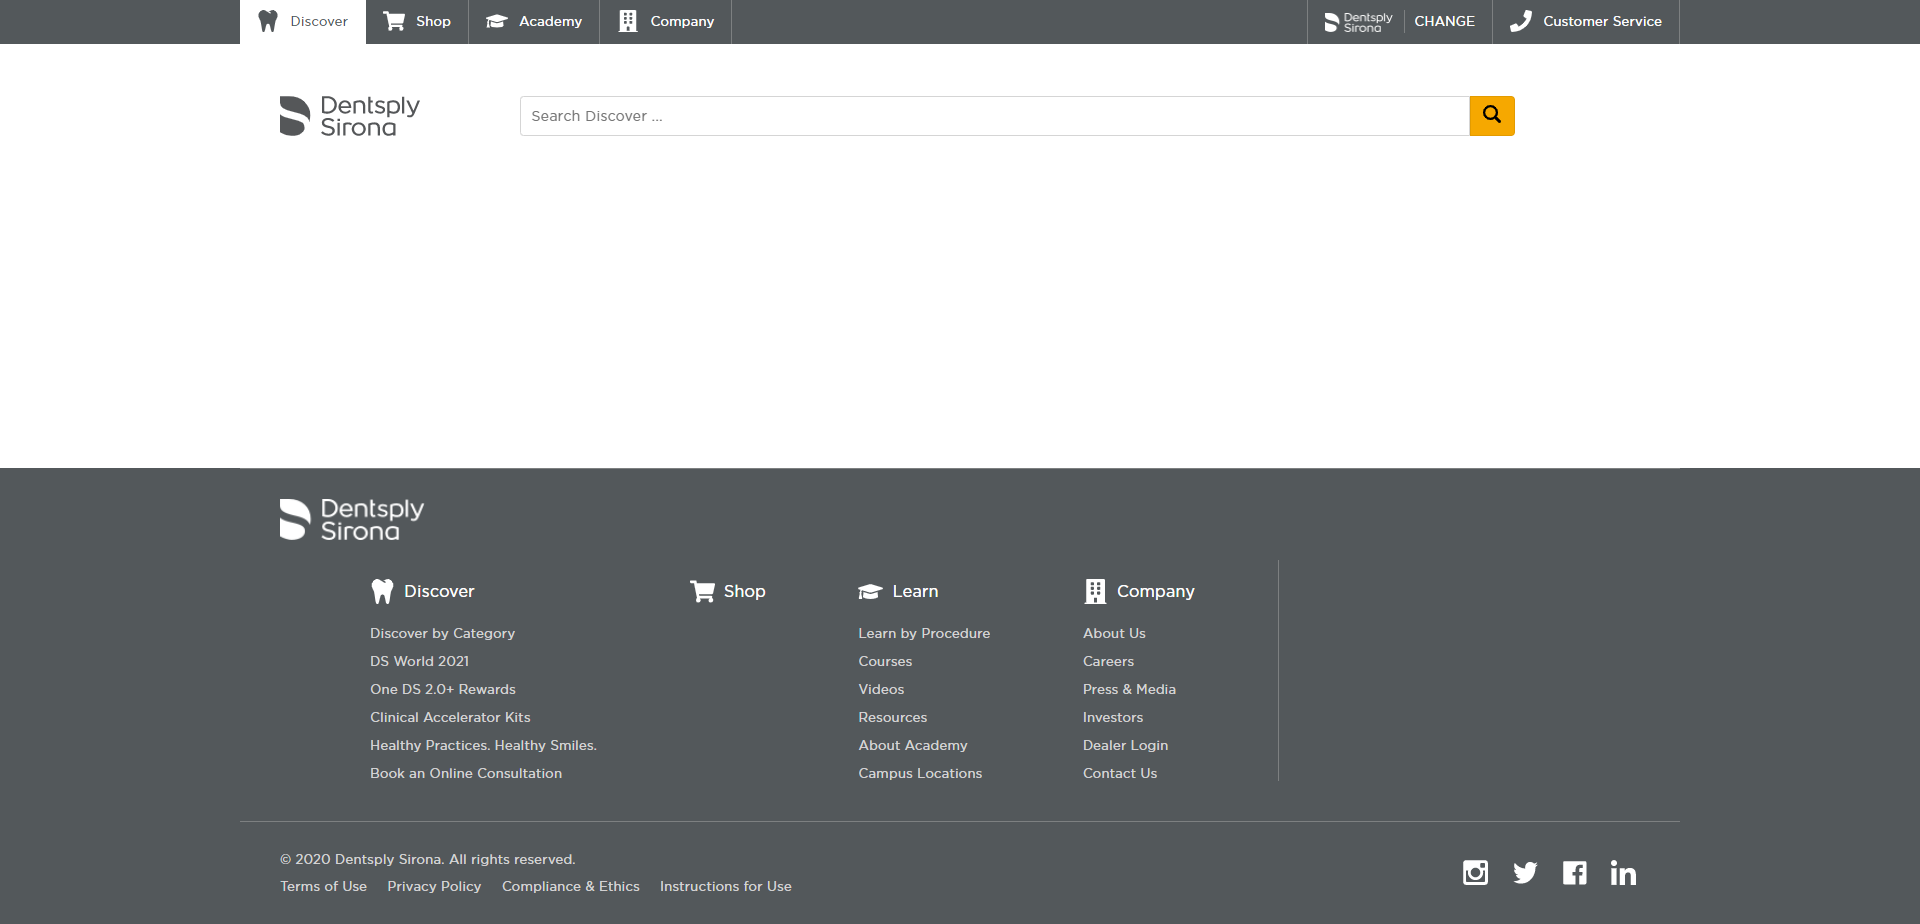 Discover
Shop
Academy
Company
Dentsply
Sirona
CHANGE
Customer Service
Dentsply
Sirona
Search Discover ...
Dentsply
Sirona
Discover
Discover by Category
DS World 2021
One DS 2.0+ Rewards
Clinical Accelerator Kits
Healthy Practices. Healthy Smiles.
Book an Online Consultation
Shop
Learn
Learn by Procedure
Courses
Videos
Resources
About Academy
Campus Locations
Company
About Us
Careers
Press & Media
Investors
Dealer Login
Contact Us
© 2020 Dentsply Sirona. All rights reserved.
Terms of Use Privacy Policy Compliance & Ethics Instructions for Use